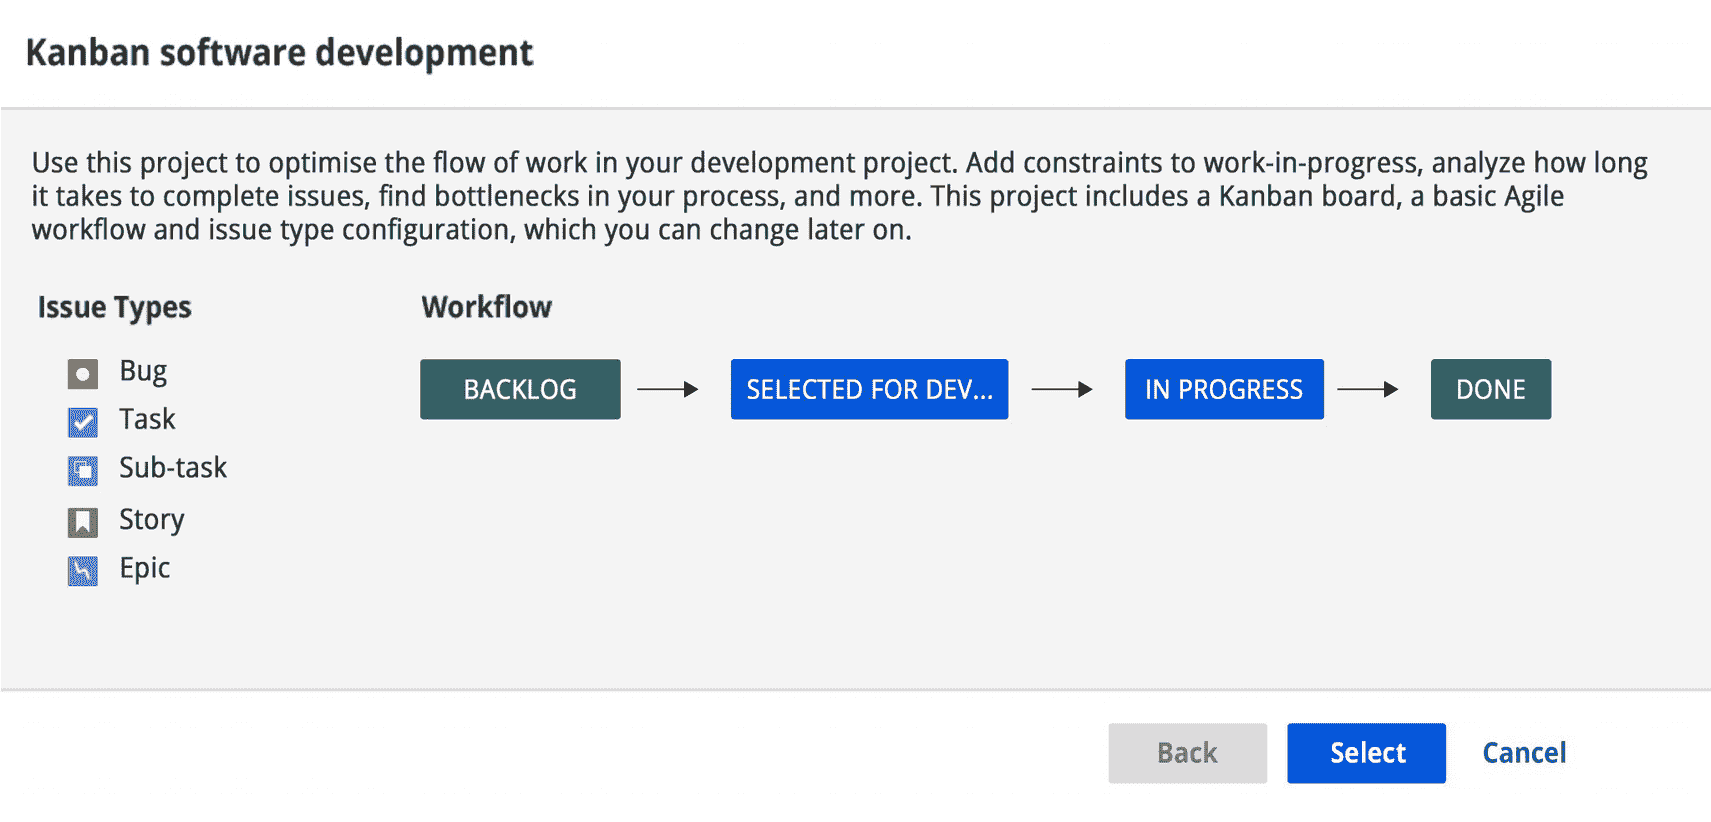 Kanban software development
Use this project to optimise the flow of work in your development project. Add constraints to work-in-progress, analyze how long
it takes to complete issues, find bottlenecks in your process, and more. This project includes a Kanban board, a basic Agile
workflow and issue type configuration, which you can change later on.
Issue Types
Bug
Task
Sub-task
Story
Epic
Workflow
BACKLOG
SELECTED FOR DEV...
IN PROGRESS
DONE
Back
Select
Cancel